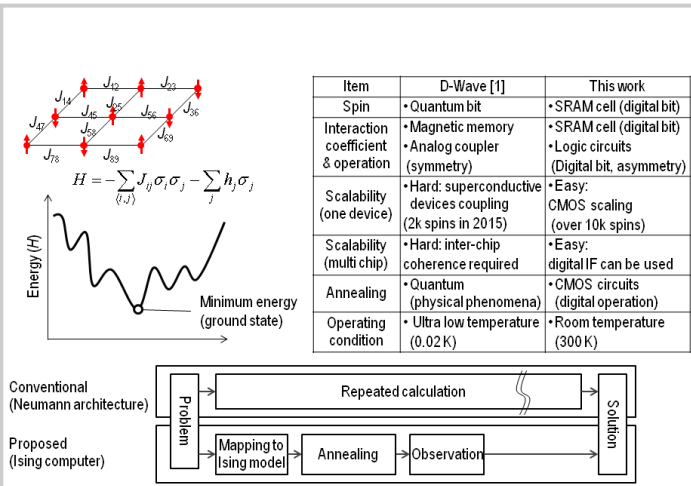 J12 J23
J14 J25 J36
J45 J56
J47 J58 J69
J78 J89
H = −∑⟨i,j⟩ Jij σi σj − ∑j hj σj
Energy (H)
Minimum energy
(ground state)
Item D-Wave [1] This work
Spin •Quantum bit •SRAM cell (digital bit)
Interaction coefficient & operation
•Magnetic memory
•Analog coupler
(symmetry)
•SRAM cell (digital bit)
•Logic circuits
(Digital bit, asymmetry)
Scalability
(one device)
•Hard: superconductive
devices coupling
(2k spins in 2015)
•Easy:
CMOS scaling
(over 10k spins)
Scalability
(multi chip)
•Hard: inter-chip
coherence required
•Easy:
digital IF can be used
Annealing
•Quantum
(physical phenomena)
•CMOS circuits
(digital operation)
Operating
condition
• Ultra low temperature
(0.02 K)
•Room temperature
(300 K)
Conventional
(Neumann architecture)
Problem
Repeated calculation
Solution
Proposed
(Ising computer)
Mapping to
Ising model
Annealing
Observation